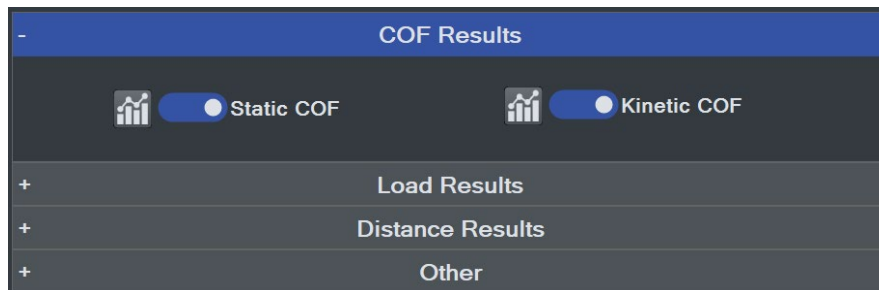 - COF Results
Static COF Kinetic COF
+ Load Results
+ Distance Results
+ Other